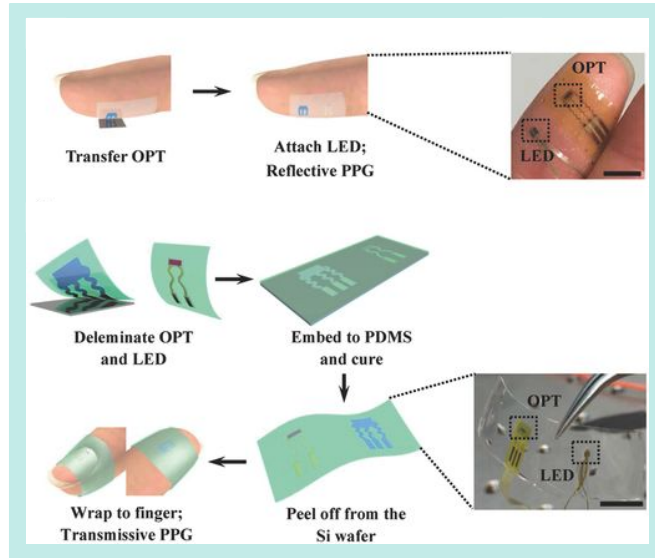 OPT
LED
Transfer OPT
Attach LED;
Reflective PPG
Deleminate OPT
and LED
Embed to PDMS
and cure
OPT
LED
Wrap to finger;
Transmissive PPG
Peel off from the
Si wafer